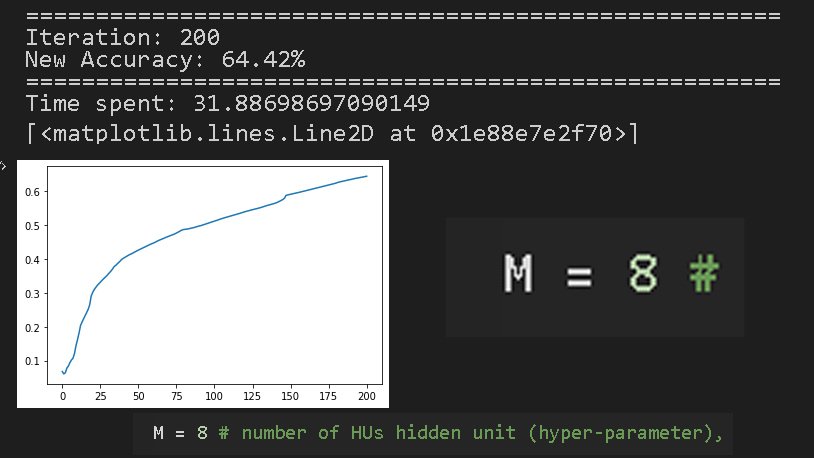 ================================================================
Iteration: 200
New Accuracy: 64.42%
================================================================
Time spent: 31.88698697090149
[<matplotlib.lines.Line2D at 0x1e88e7e2f70>]
0.6
0.5
0.4
0.3
0.2
0.1
0 25 50 75 100 125 150 175 200
M = 8 #
M = 8 # number of HUs hidden unit (hyper-parameter),